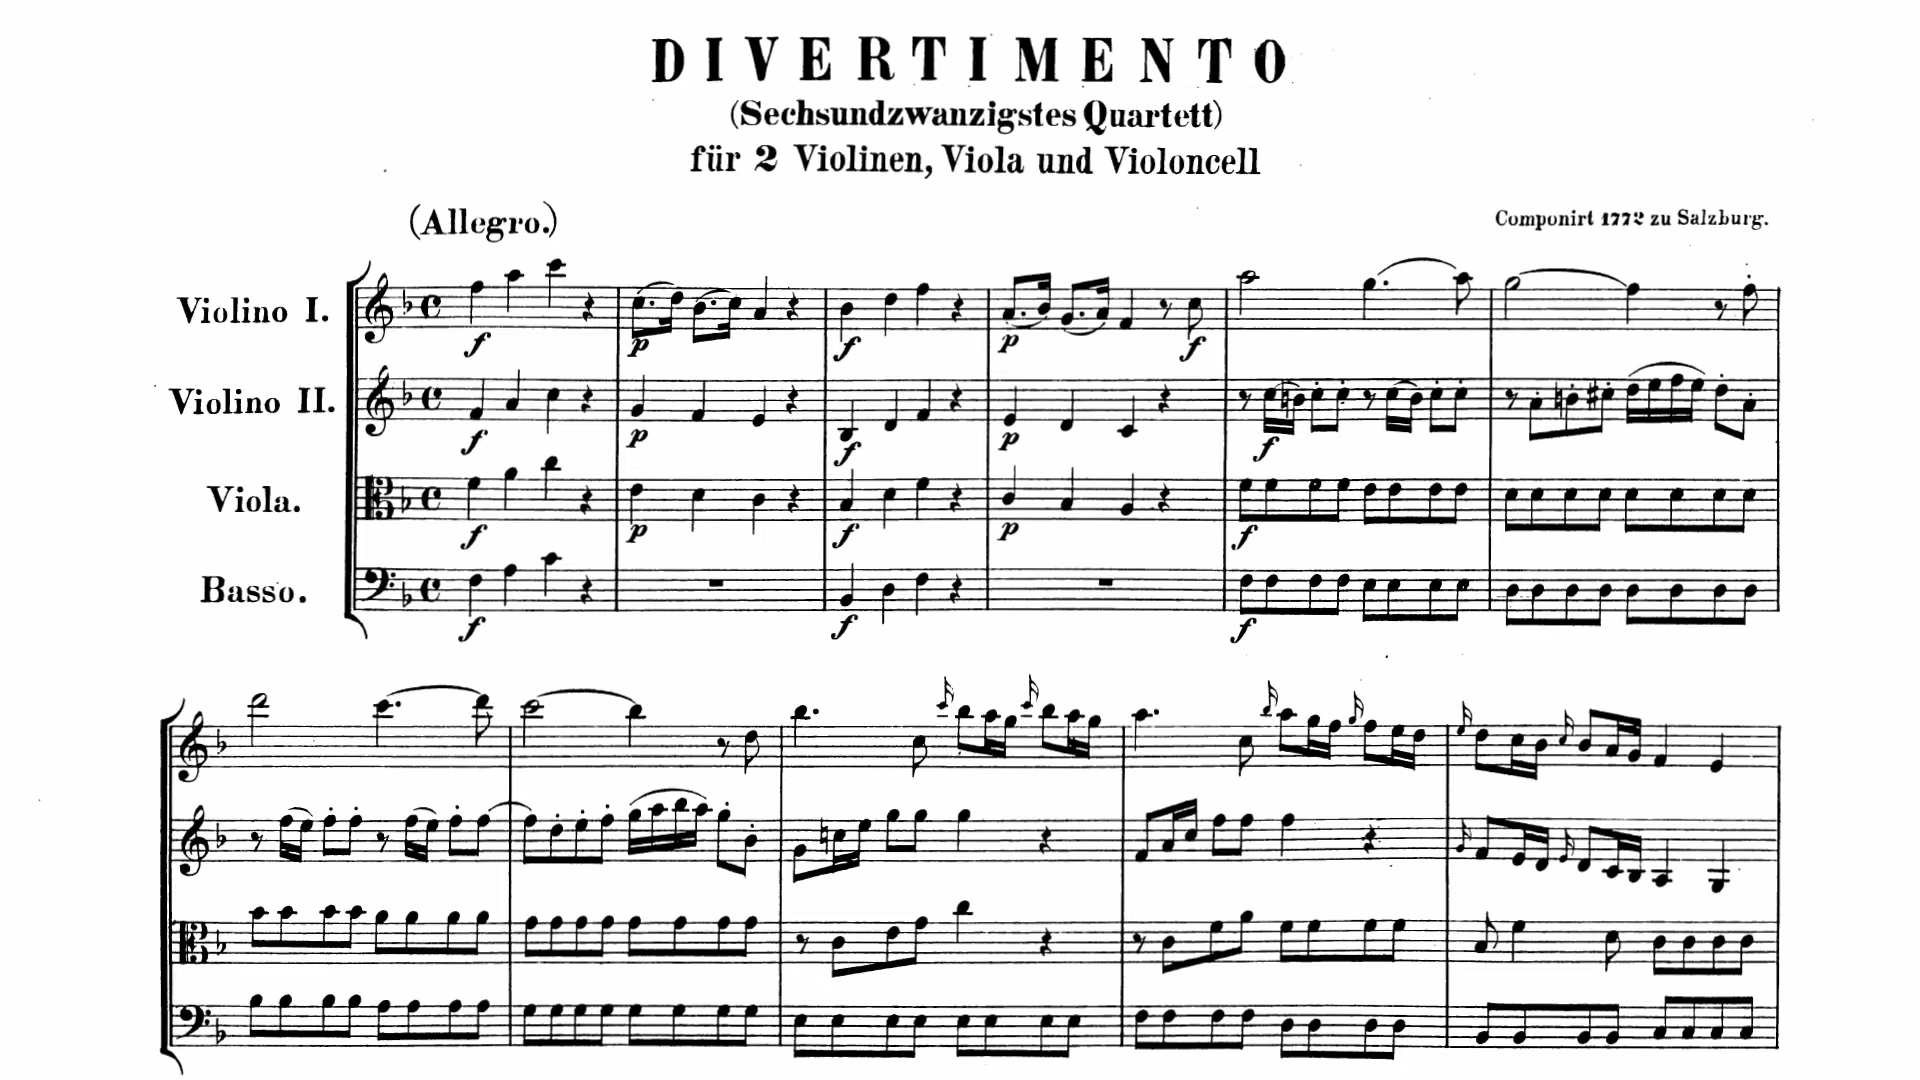 DIVERTIMENTO
(Sechsundzwanzigstes Quartett)
für 2 Violinen, Viola und Violoncell
(Allegro.)
Componirt 1772 zu Salzburg.
Violino I.
f p f p f
Violino II.
f p f p f
Viola.
f p f p f
Basso.
f f f